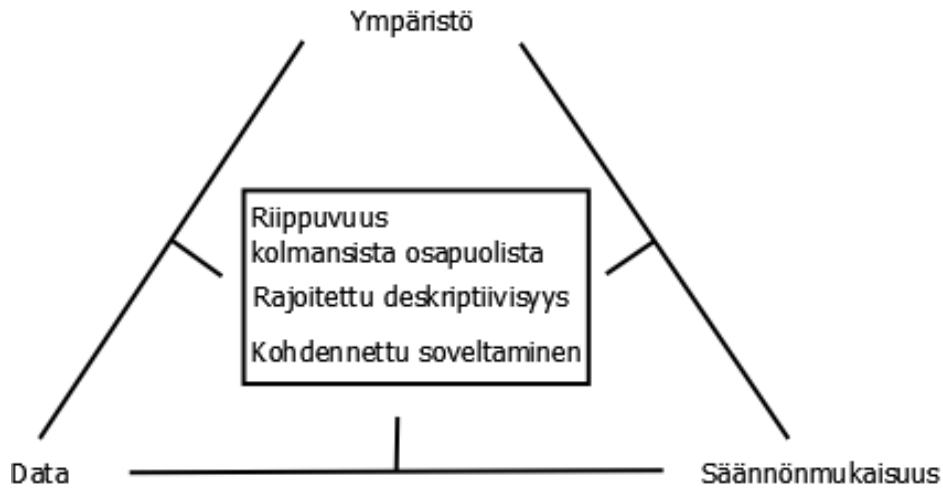 Ympäristö
Riippuvuus
kolmansista osapuolista
Rajoitettu deskriptiivisyys
Kohdennettu soveltaminen
Data
Säännönmukaisuus